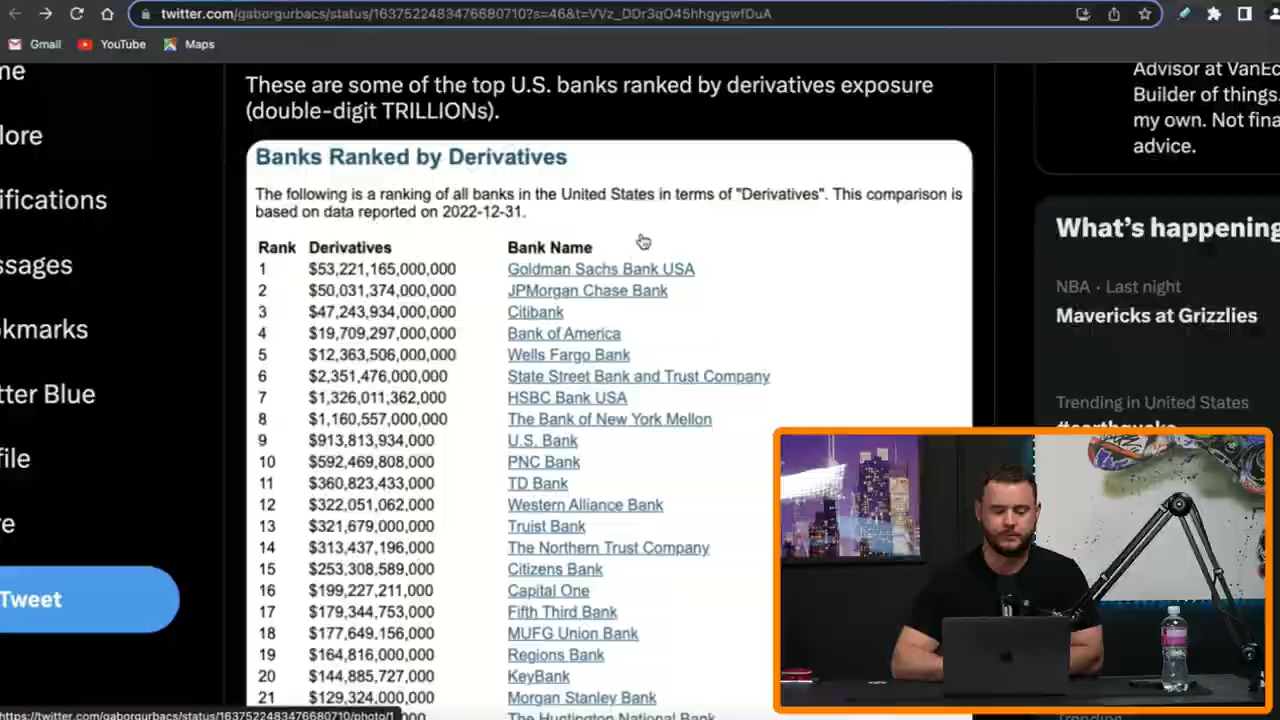 twitter.com/gaborgurbacs/status/1637522483476680710?s=46&t=VVz_DDr3qO45hhgygwfDuA
Gmail
YouTube
Maps
me
lore
ifications
ssages
okmarks
tter Blue
file
re
Tweet
These are some of the top U.S. banks ranked by derivatives exposure
(double-digit TRILLIONs).
Banks Ranked by Derivatives
The following is a ranking of all banks in the United States in terms of "Derivatives". This comparison is
based on data reported on 2022-12-31.
Rank Derivatives Bank Name
1 $53,221,165,000,000 Goldman Sachs Bank USA
2 $50,031,374,000,000 JPMorgan Chase Bank
3 $47,243,934,000,000 Citibank
4 $19,709,297,000,000 Bank of America
5 $12,363,506,000,000 Wells Fargo Bank
6 $2,351,476,000,000 State Street Bank and Trust Company
7 $1,326,011,362,000 HSBC Bank USA
8 $1,160,557,000,000 The Bank of New York Mellon
9 $913,813,934,000 U.S. Bank
10 $592,469,808,000 PNC Bank
11 $360,823,433,000 TD Bank
12 $322,051,062,000 Western Alliance Bank
13 $321,679,000,000 Truist Bank
14 $313,437,196,000 The Northern Trust Company
15 $253,308,589,000 Citizens Bank
16 $199,227,211,000 Capital One
17 $179,344,753,000 Fifth Third Bank
18 $177,649,156,000 MUFG Union Bank
19 $164,816,000,000 Regions Bank
20 $144,885,727,000 KeyBank
21 $129,324,000,000 Morgan Stanley Bank
The Huntington National Bank
https://twitter.com/gaborgurbacs/status/1637522483476680710/photo/1
Advisor at VanEc
Builder of things.
my own. Not fina
advice.
What's happening
NBA · Last night
Mavericks at Grizzlies
Trending in United States
#earthquake
Trending